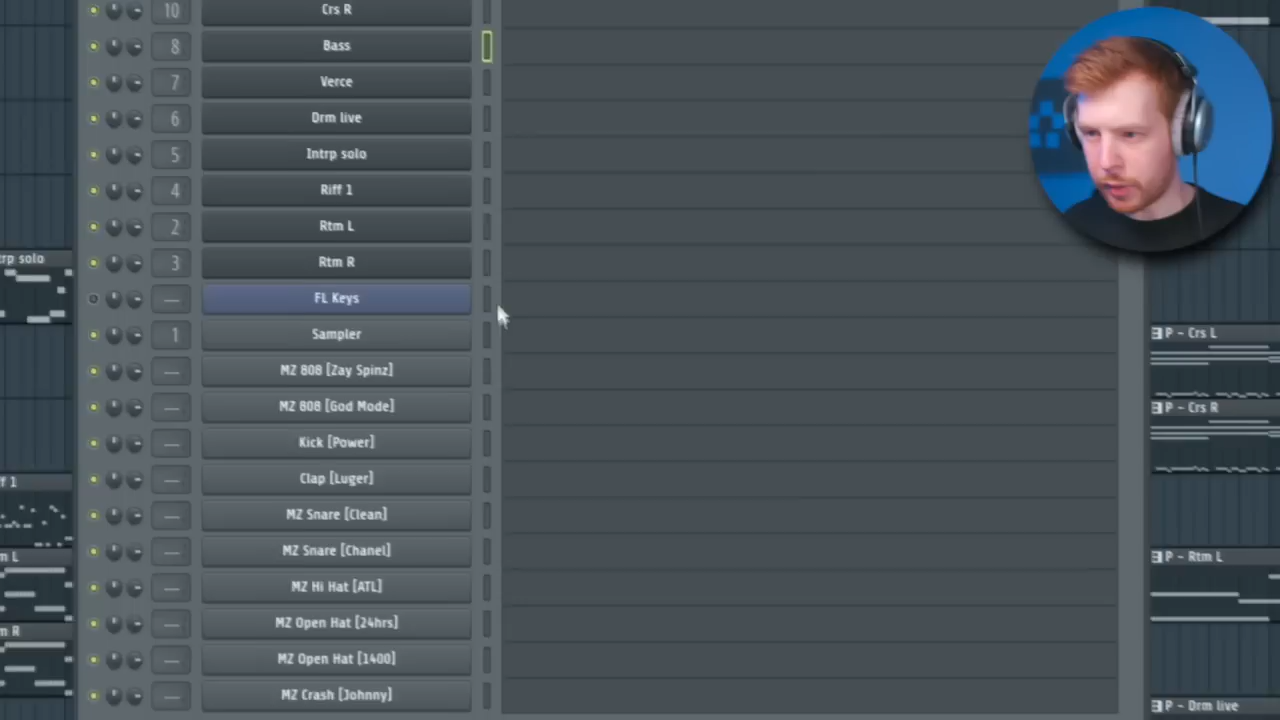 10 Crs R
8 Bass
7 Verce
6 Drm live
5 Intrp solo
4 Riff 1
2 Rtm L
3 Rtm R
FL Keys
1 Sampler
MZ 808 [Zay Spinz]
MZ 808 [God Mode]
Kick [Power]
Clap [Luger]
MZ Snare [Clean]
MZ Snare [Chanel]
MZ Hi Hat [ATL]
MZ Open Hat [24hrs]
MZ Open Hat [1400]
MZ Crash [Johnny]
trp solo
f 1
m L
m R
P - Crs L
P - Crs R
P - Rtm L
P - Drm live